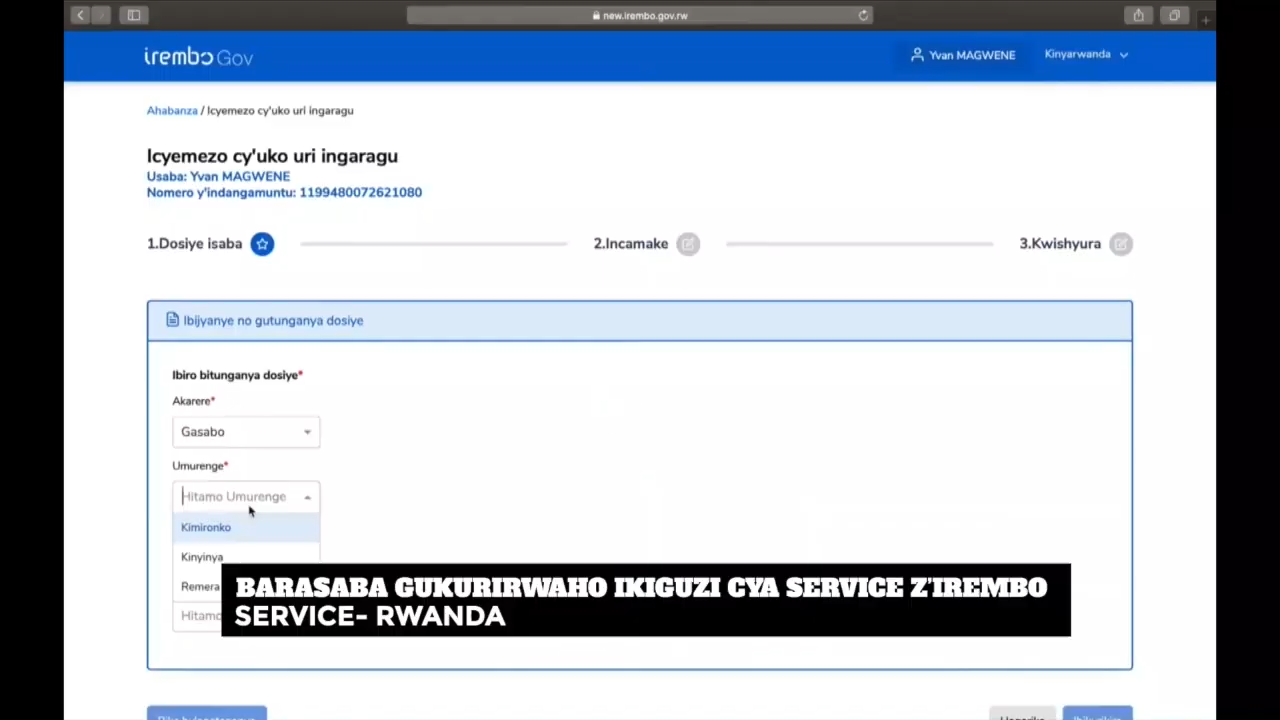 new.irembo.gov.rw
irembo Gov
Yvan MAGWENE
Kinyarwanda
Ahabanza / Icyemezo cy'uko uri ingaragu
Icyemezo cy'uko uri ingaragu
Usaba: Yvan MAGWENE
Nomero y'indangamuntu: 1199480072621080
1.Dosiye isaba
2.Incamake
3.Kwishyura
Ibijyanye no gutunganya dosiye
Ibiro bitunganya dosiye*
Akarere*
Gasabo
Umurenge*
Hitamo Umurenge
Kimironko
Kinyinya
Remera
Hitamo
BARASABA GUKURIRWAHO IKIGUZI CYA SERVICE Z'IREMBO
SERVICE- RWANDA